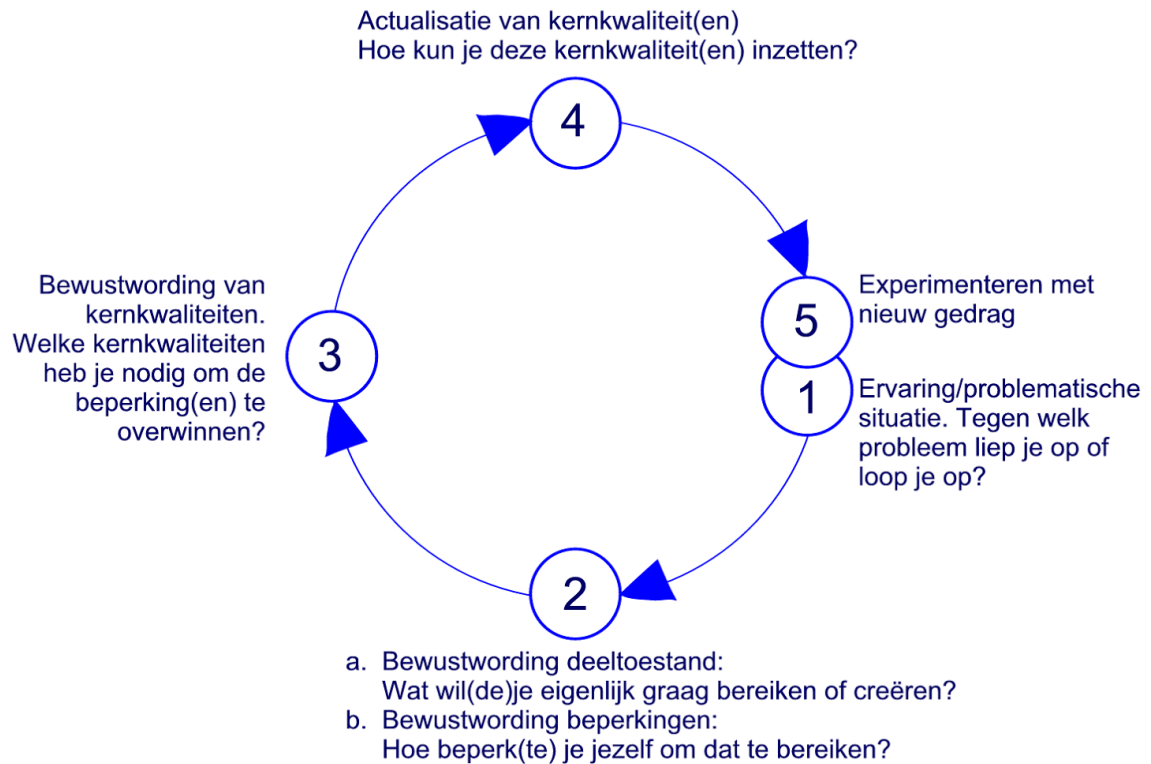 Actualisatie van kernkwaliteit(en)
Hoe kun je deze kernkwaliteit(en) inzetten?
4
5
Experimenteren met
nieuw gedrag
1
Ervaring/problematische
situatie. Tegen welk
probleem liep je op of
loop je op?
2
a. Bewustwording deeltoestand:
Wat wil(de)je eigenlijk graag bereiken of creëren?
b. Bewustwording beperkingen:
Hoe beperk(te) je jezelf om dat te bereiken?
3
Bewustwording van
kernkwaliteiten.
Welke kernkwaliteiten
heb je nodig om de
beperking(en) te
overwinnen?